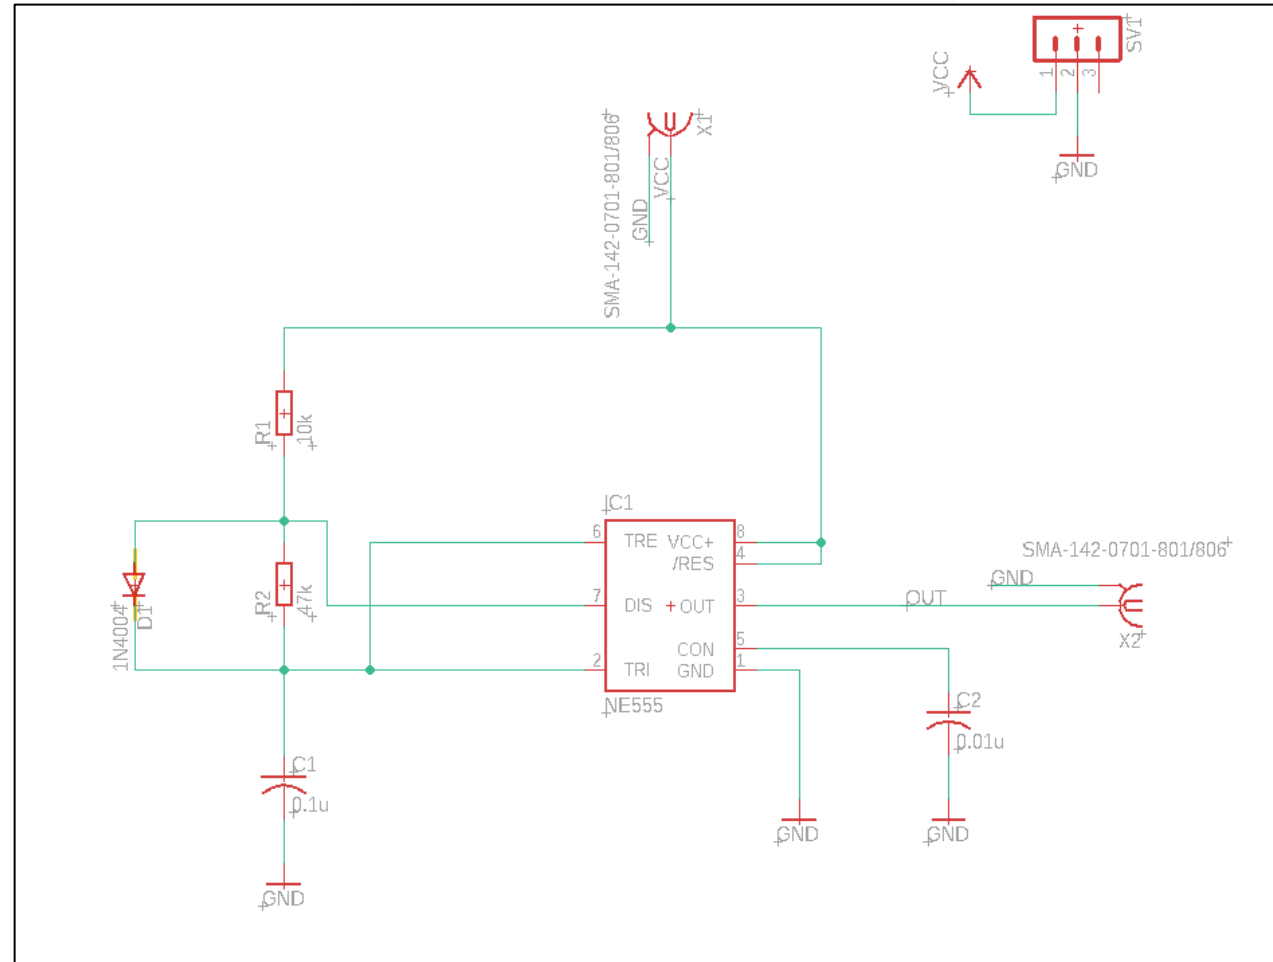 SV1
1
2
3
VCC
GND
X1
SMA-142-0701-801/806
VCC
GND
R1
10k
IC1
6
TRE
VCC+
8
/RES
4
R2
47k
7
DIS
OUT
3
OUT
GND
SMA-142-0701-801/806
X2
1N4004
D1
CON
5
2
TRI
GND
1
NE555
C2
0.01u
C1
0.1u
GND
GND
GND